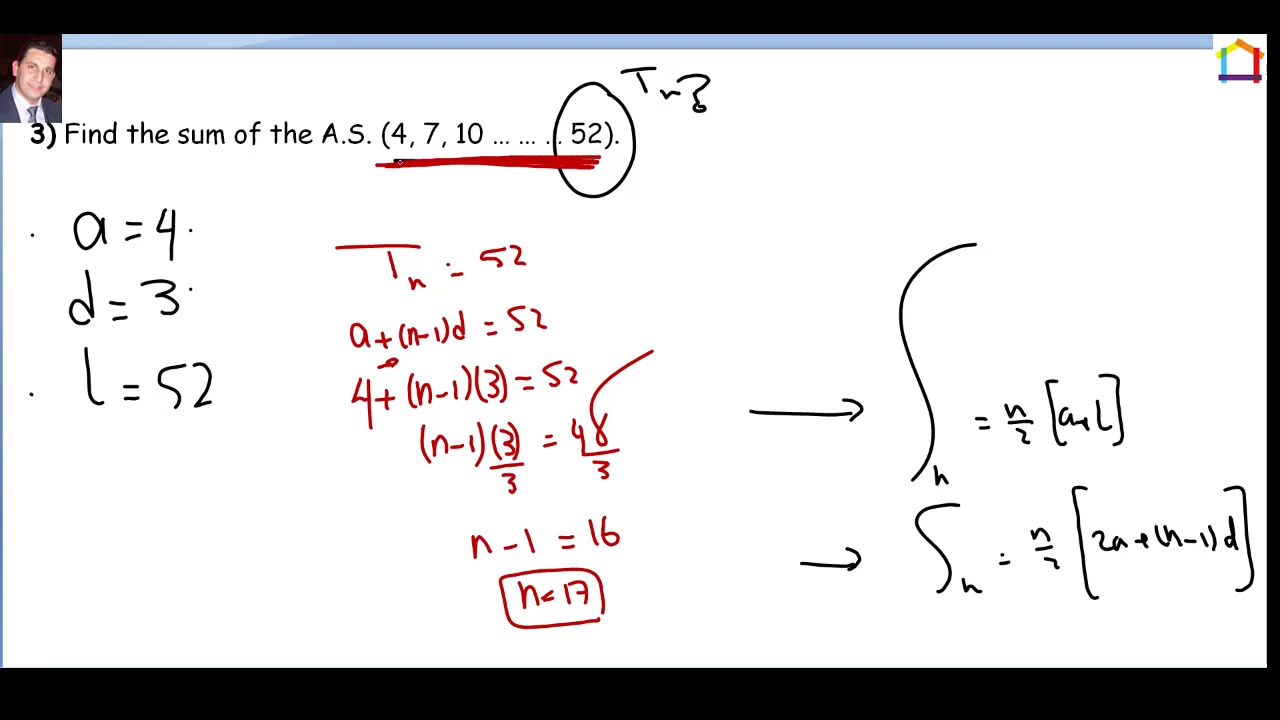 3) Find the sum of the A.S. (4, 7, 10 ... ... ... 52).
Tn
a = 4
d = 3
l = 52
Tn = 52
a + (n-1)d = 52
4 + (n-1)(3) = 52
(n-1)(3)/3 = 48/3
n - 1 = 16
n = 17
Sn = n/2 [a + l]
Sn = n/2 [2a + (n-1)d]